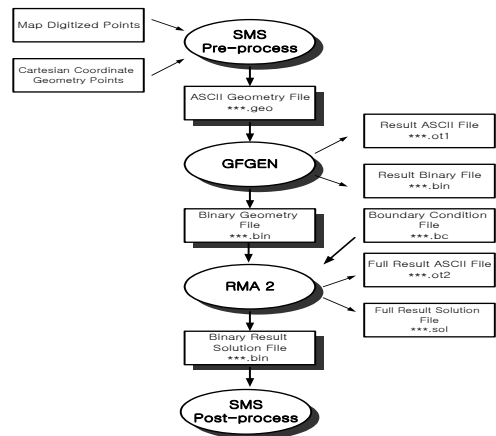 Map Digitized Points
SMS
Pre-process
Cartesian Coordinate
Geometry Points
ASCII Geometry File
***.geo
Result ASCII File
***.ot1
GFGEN
Result Binary File
***.bin
Binary Geometry
File
***.bin
Boundary Condition
File
***.bc
Full Result ASCII File
***.ot2
RMA 2
Full Result Solution
File
***.sol
Binary Result
Solution File
***.bin
SMS
Post-process